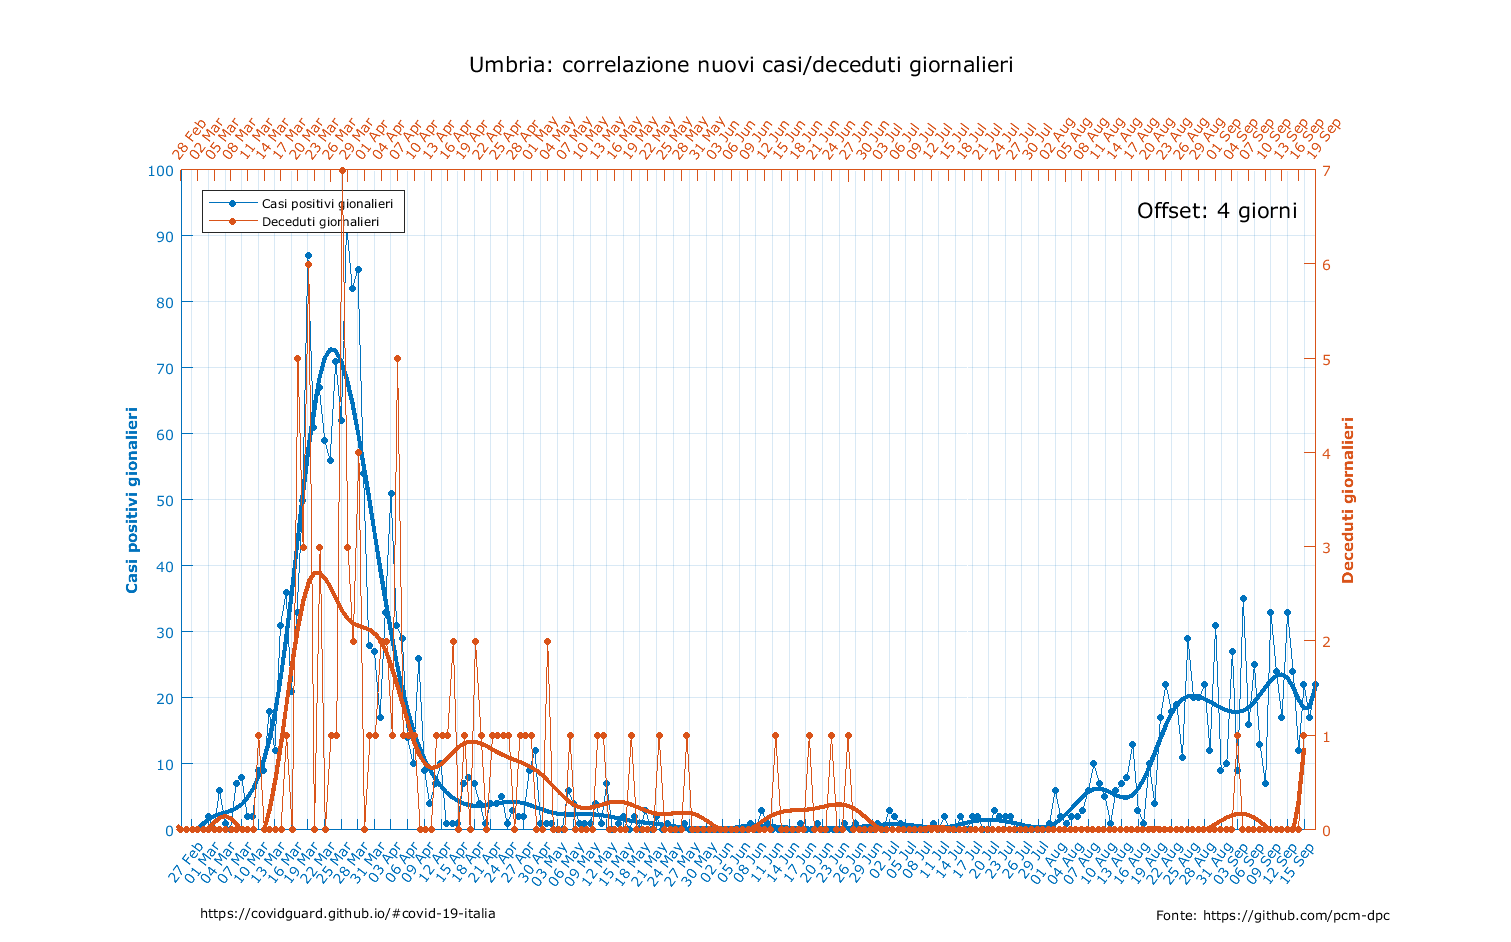 Umbria: correlazione nuovi casi/deceduti giornalieri
28 Feb 02 Mar 05 Mar 08 Mar 11 Mar 14 Mar 17 Mar 20 Mar 23 Mar 26 Mar 29 Mar 01 Apr 04 Apr 07 Apr 10 Apr 13 Apr 16 Apr 19 Apr 22 Apr 25 Apr 28 Apr 01 May 04 May 07 May 10 May 13 May 16 May 19 May 22 May 25 May 28 May 31 May 03 Jun 06 Jun 09 Jun 12 Jun 15 Jun 18 Jun 21 Jun 24 Jun 27 Jun 30 Jun 03 Jul 06 Jul 09 Jul 12 Jul 15 Jul 18 Jul 21 Jul 24 Jul 27 Jul 30 Jul 02 Aug 05 Aug 08 Aug 11 Aug 14 Aug 17 Aug 20 Aug 23 Aug 26 Aug 29 Aug 01 Sep 04 Sep 07 Sep 10 Sep 13 Sep 16 Sep 19 Sep
Casi positivi gionalieri
Deceduti giornalieri
Offset: 4 giorni
100
90
80
70
60
50
40
30
20
10
0
Casi positivi gionalieri
7
6
5
4
3
2
1
0
Deceduti giornalieri
27 Feb 01 Mar 04 Mar 07 Mar 10 Mar 13 Mar 16 Mar 19 Mar 22 Mar 25 Mar 28 Mar 31 Mar 03 Apr 06 Apr 09 Apr 12 Apr 15 Apr 18 Apr 21 Apr 24 Apr 27 Apr 30 Apr 03 May 06 May 09 May 12 May 15 May 18 May 21 May 24 May 27 May 30 May 02 Jun 05 Jun 08 Jun 11 Jun 14 Jun 17 Jun 20 Jun 23 Jun 26 Jun 29 Jun 02 Jul 05 Jul 08 Jul 11 Jul 14 Jul 17 Jul 20 Jul 23 Jul 26 Jul 29 Jul 01 Aug 04 Aug 07 Aug 10 Aug 13 Aug 16 Aug 19 Aug 22 Aug 25 Aug 28 Aug 31 Aug 03 Sep 06 Sep 09 Sep 12 Sep 15 Sep
https://covidguard.github.io/#covid-19-italia
Fonte: https://github.com/pcm-dpc